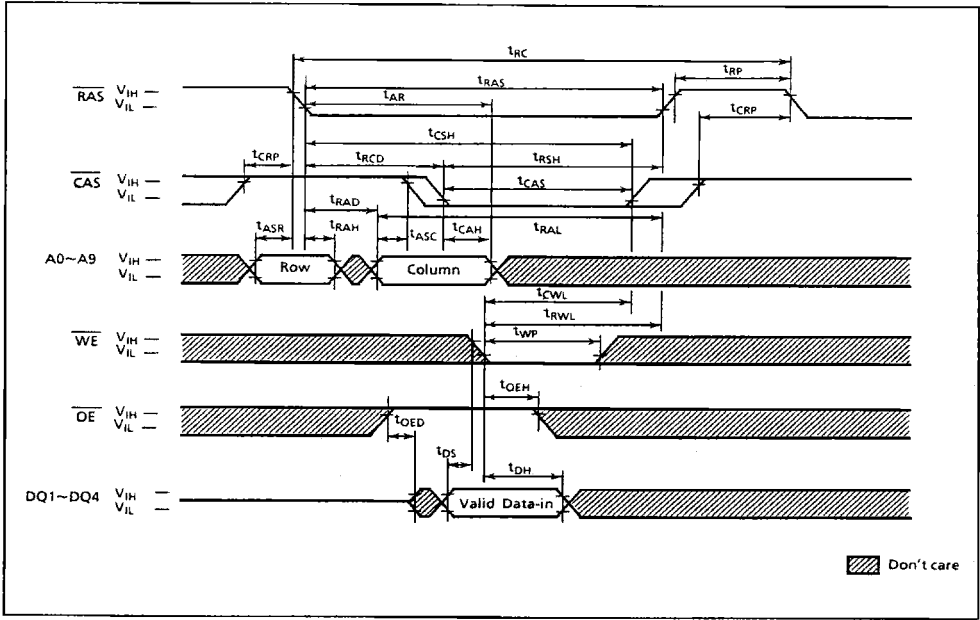 tRC
tRP
RAS VIH
VIL
tRAS
tAR
tCRP
tCSH
tCRP
tRCD
tRSH
CAS VIH
VIL
tCAS
tRAD
tRAL
tASR
tRAH
tASC
tCAH
A0~A9 VIH
VIL
Row
Column
tCWL
tRWL
WE VIH
VIL
tWP
tOEH
OE VIH
VIL
tOED
tDS
tDH
DQ1~DQ4 VIH
VIL
Valid Data-in
Don't care